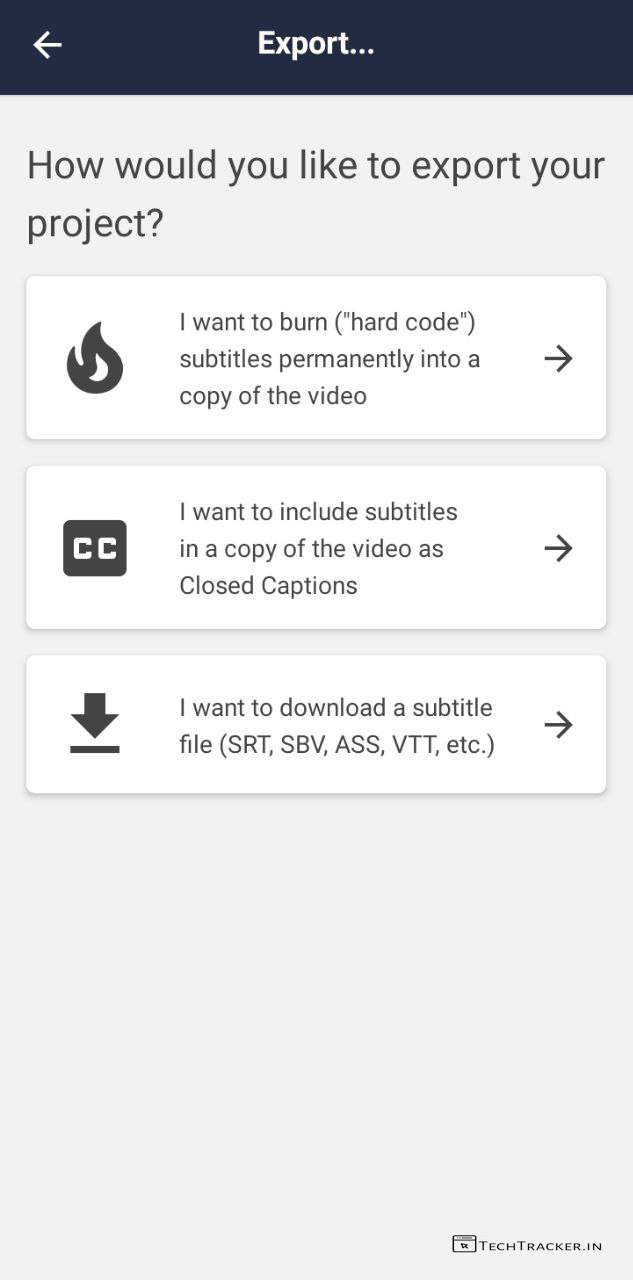 Export...
How would you like to export your
project?
I want to burn ("hard code")
subtitles permanently into a
copy of the video
CC
I want to include subtitles
in a copy of the video as
Closed Captions
I want to download a subtitle
file (SRT, SBV, ASS, VTT, etc.)
TECHTRACKER.IN